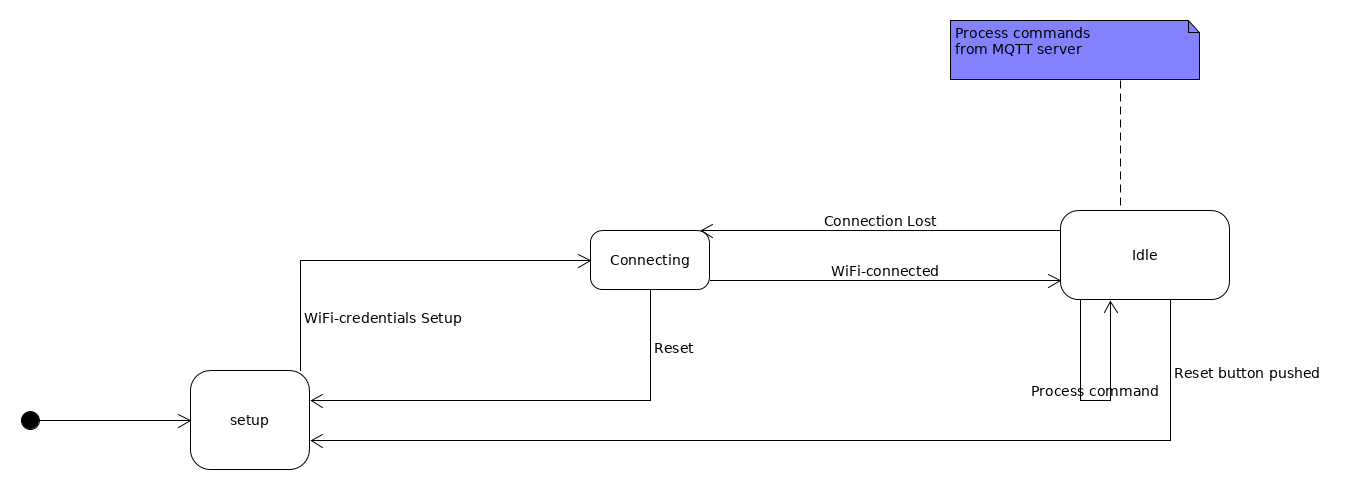 Process commands
from MQTT server
Connection Lost
Idle
Connecting
WiFi-connected
WiFi-credentials Setup
Reset
Reset button pushed
Process command
setup